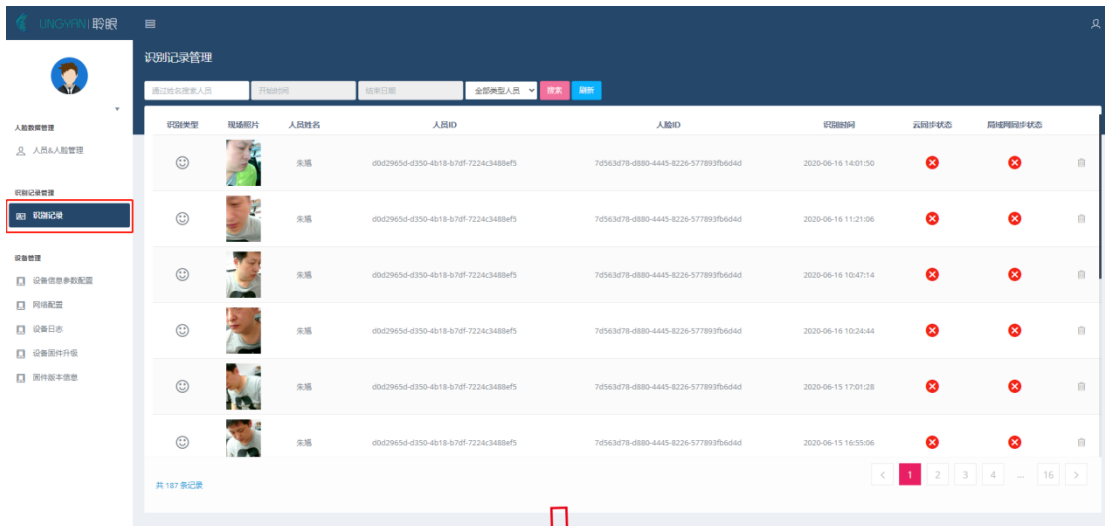 LINGYAN 聆眼
识别记录管理
通过姓名搜索人员 开始时间 结束日期 全部类型人员 搜索 刷新
人脸数据管理
人员&人脸管理
识别记录管理
识别记录
设备管理
设备信息参数配置
网络配置
设备日志
设备固件升级
固件版本信息
识别类型 现场照片 人员姓名 人员ID 人脸ID 识别时间 云同步状态 局域网同步状态
d0d2965d-d350-4b18-b7df-7224c3488ef5 7d563d78-d880-4445-8226-577893fb6d4d 2020-06-16 14:01:50
d0d2965d-d350-4b18-b7df-7224c3488ef5 7d563d78-d880-4445-8226-577893fb6d4d 2020-06-16 11:21:06
d0d2965d-d350-4b18-b7df-7224c3488ef5 7d563d78-d880-4445-8226-577893fb6d4d 2020-06-16 10:47:14
d0d2965d-d350-4b18-b7df-7224c3488ef5 7d563d78-d880-4445-8226-577893fb6d4d 2020-06-16 10:24:44
d0d2965d-d350-4b18-b7df-7224c3488ef5 7d563d78-d880-4445-8226-577893fb6d4d 2020-06-15 17:01:28
d0d2965d-d350-4b18-b7df-7224c3488ef5 7d563d78-d880-4445-8226-577893fb6d4d 2020-06-15 16:55:06
共 187 条记录
< 1 2 3 4 ... 16 >